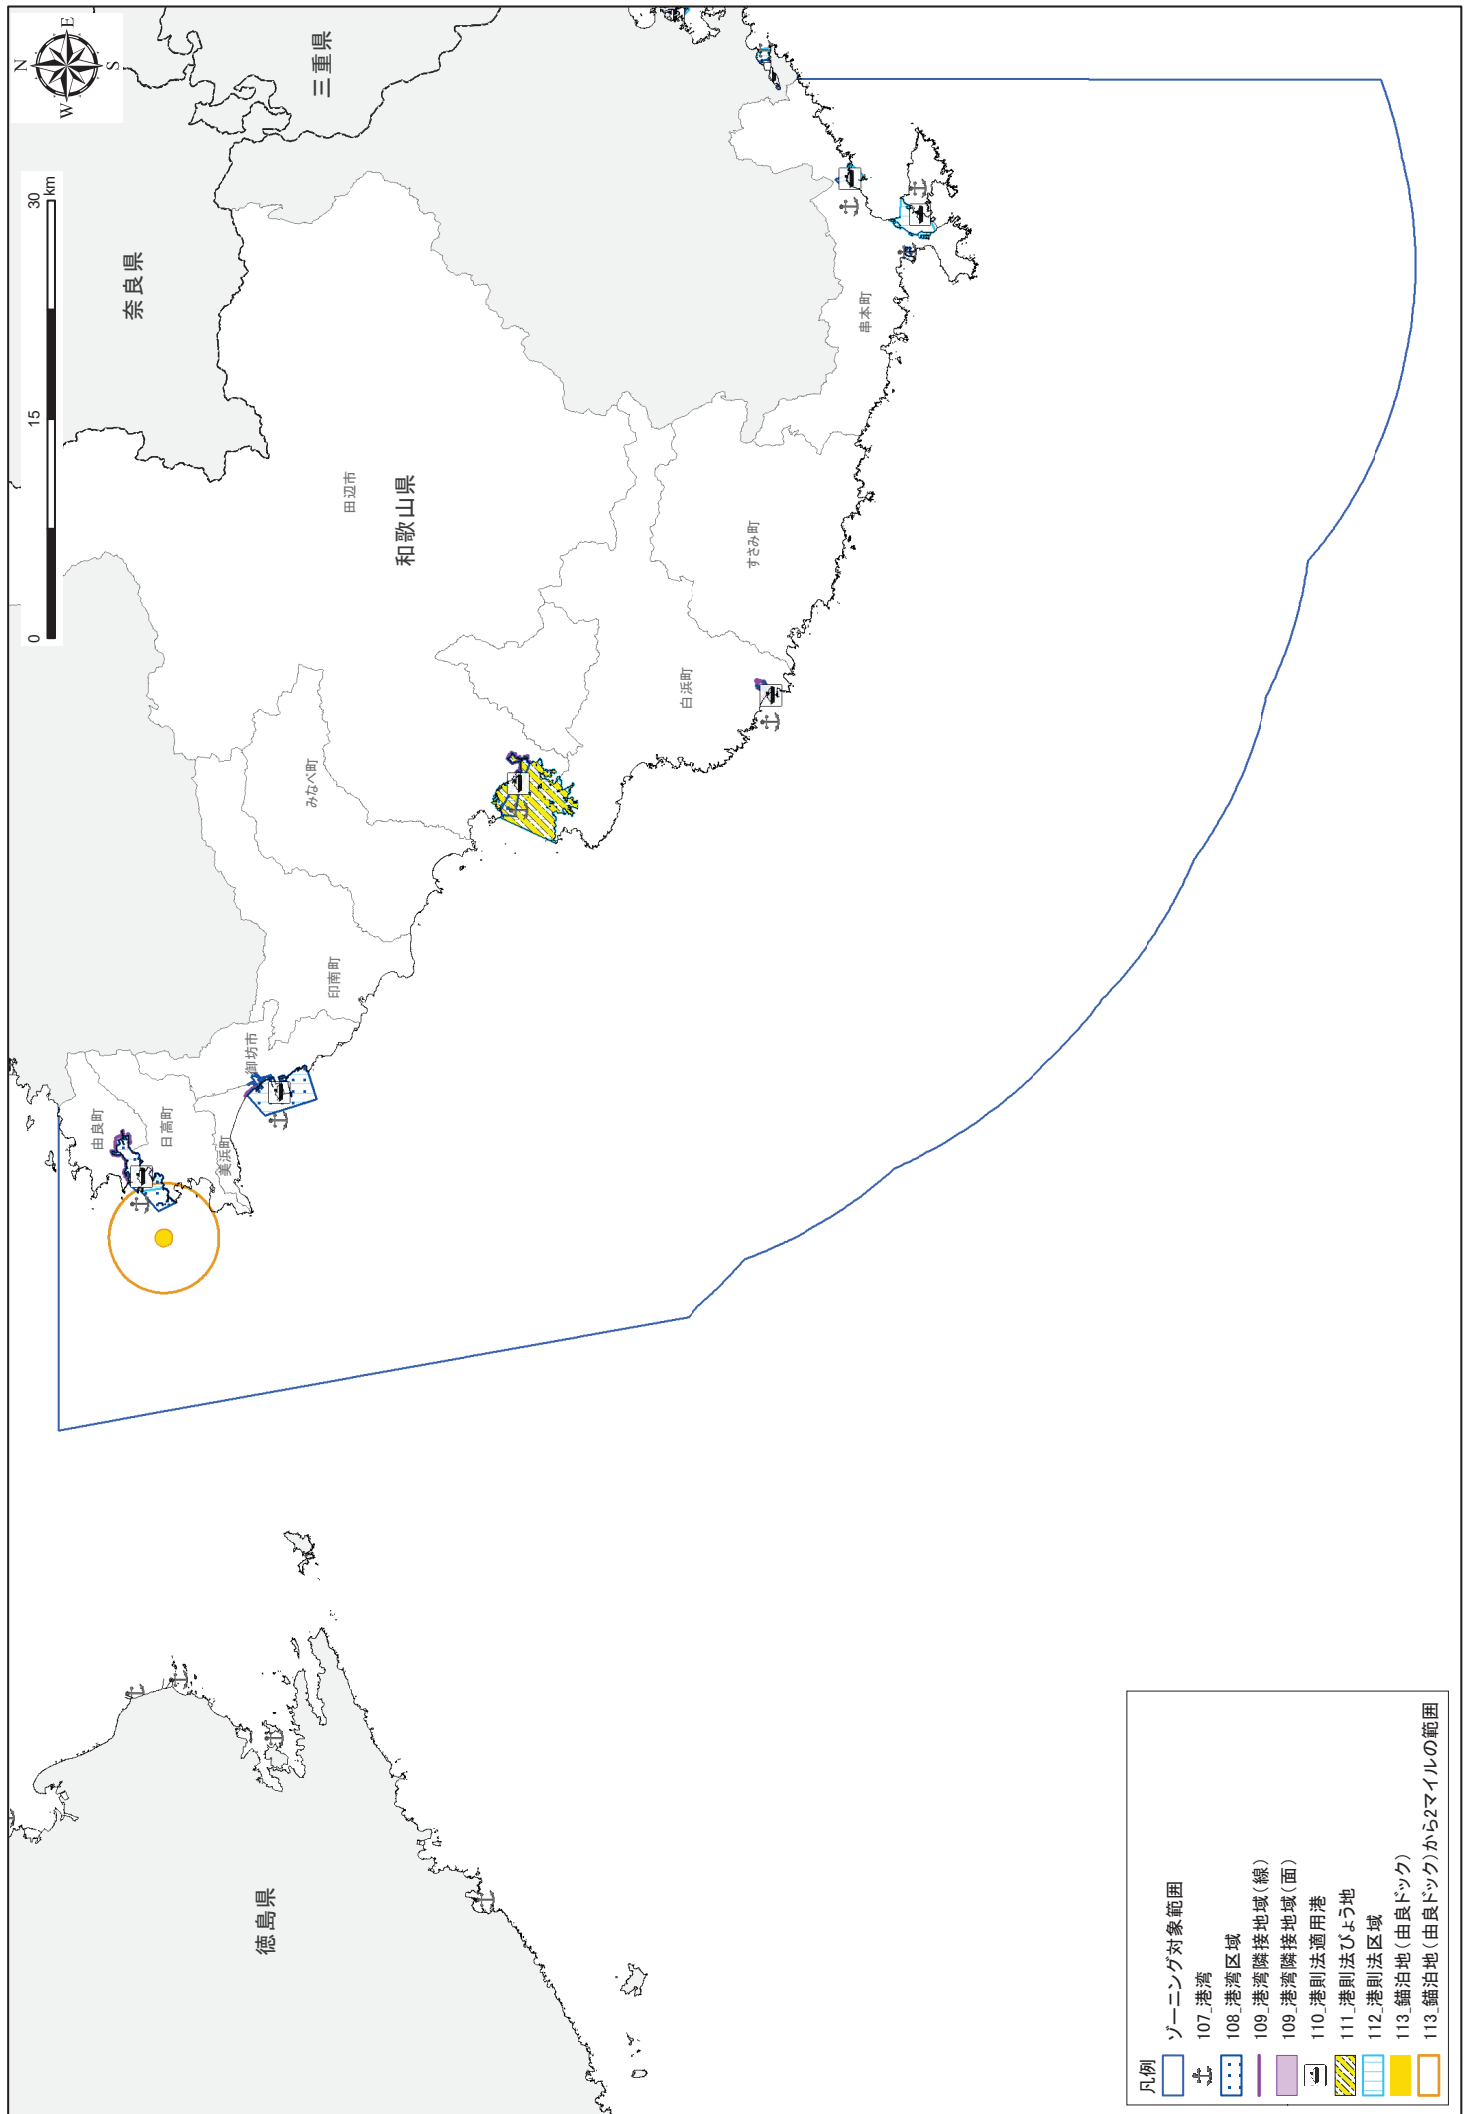 N
E
S
W
0
15
30
km
三重県
奈良県
和歌山県
徳島県
田辺市
みなべ町
印南町
御坊市
由良町
日高町
美浜町
白浜町
すさみ町
串本町
凡例
ゾーニング対象範囲
107_港湾
108_港湾区域
109_港湾隣接地域(線)
109_港湾隣接地域(面)
110_港則法適用港
111_港則法びょう地
112_港則法区域
113_錨泊地(由良ドック)
113_錨泊地(由良ドック)から2マイルの範囲